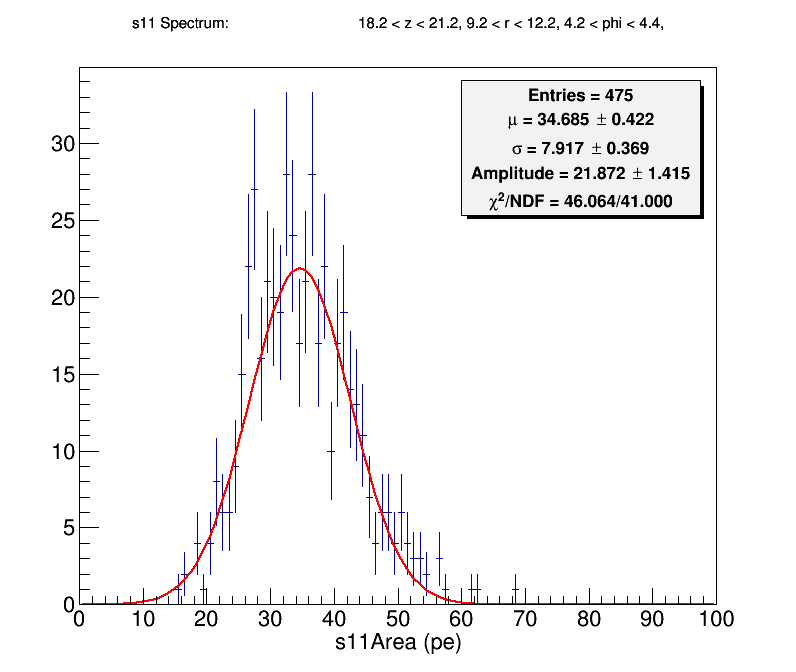 s11 Spectrum: 18.2 < z < 21.2, 9.2 < r < 12.2, 4.2 < phi < 4.4,
Entries = 475
μ = 34.685 ± 0.422
σ = 7.917 ± 0.369
Amplitude = 21.872 ± 1.415
χ²/NDF = 46.064/41.000
30
25
20
15
10
5
0
0 10 20 30 40 50 60 70 80 90 100
s11Area (pe)